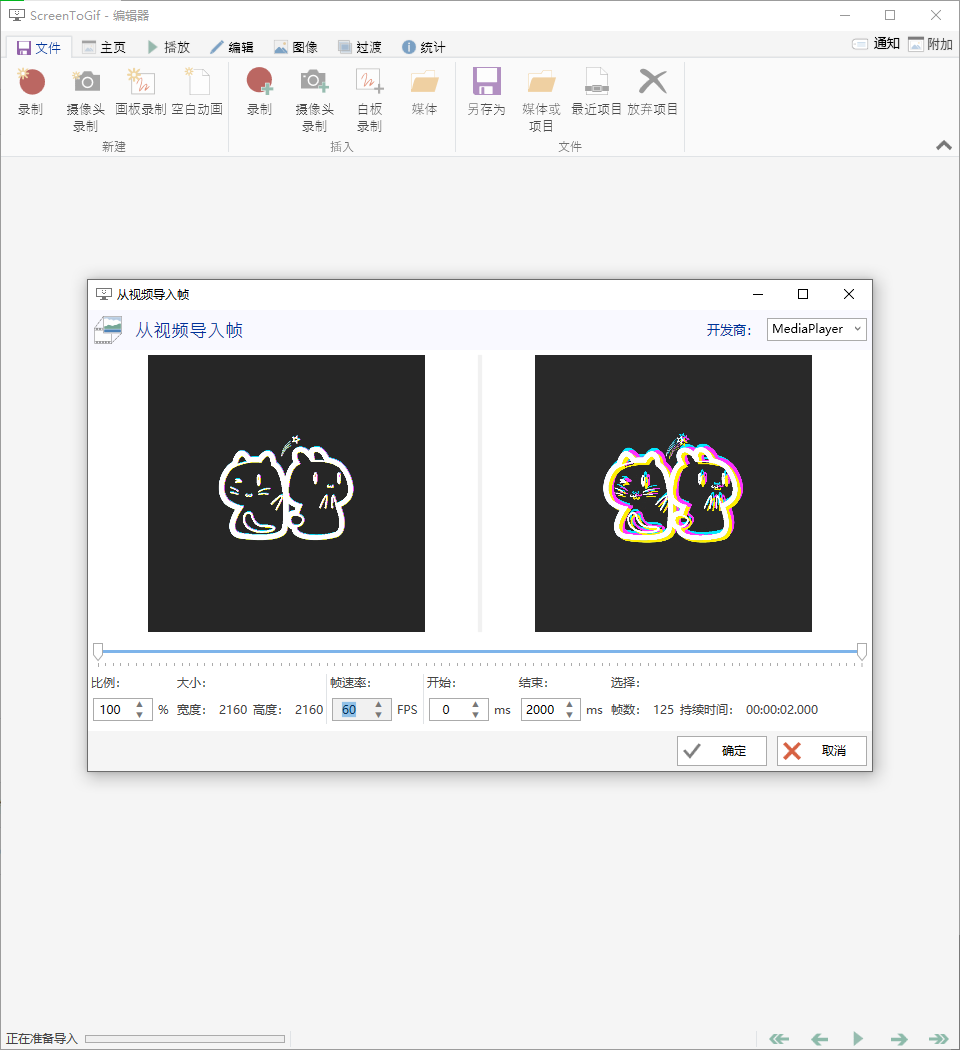 ScreenToGif - 编辑器
文件 主页 播放 编辑 图像 过渡 统计 通知 附加
录制 摄像头录制 画板录制 空白动画 录制 摄像头录制 白板录制 媒体 另存为 媒体或项目 最近项目 放弃项目
新建 插入 文件
从视频导入帧
从视频导入帧 开发商: MediaPlayer
比例: 大小: 帧速率: 开始: 结束: 选择:
100 % 宽度: 2160 高度: 2160 60 FPS 0 ms 2000 ms 帧数: 125 持续时间: 00:00:02.000
确定 取消
正在准备导入